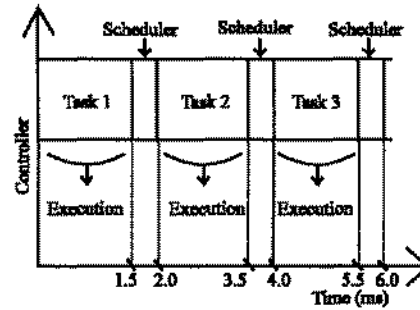 Scheduler Scheduler Scheduler
Task 1 Task 2 Task 3
Controller
Execution Execution Execution
1.5 2.0 3.5 4.0 5.5 6.0
Time (ms)